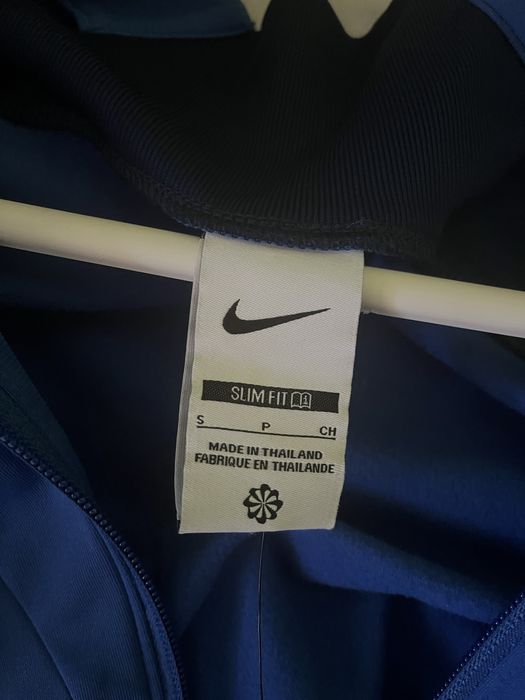 SLIM FIT
S P CH
MADE IN THAILAND
FABRIQUE EN THAILANDE